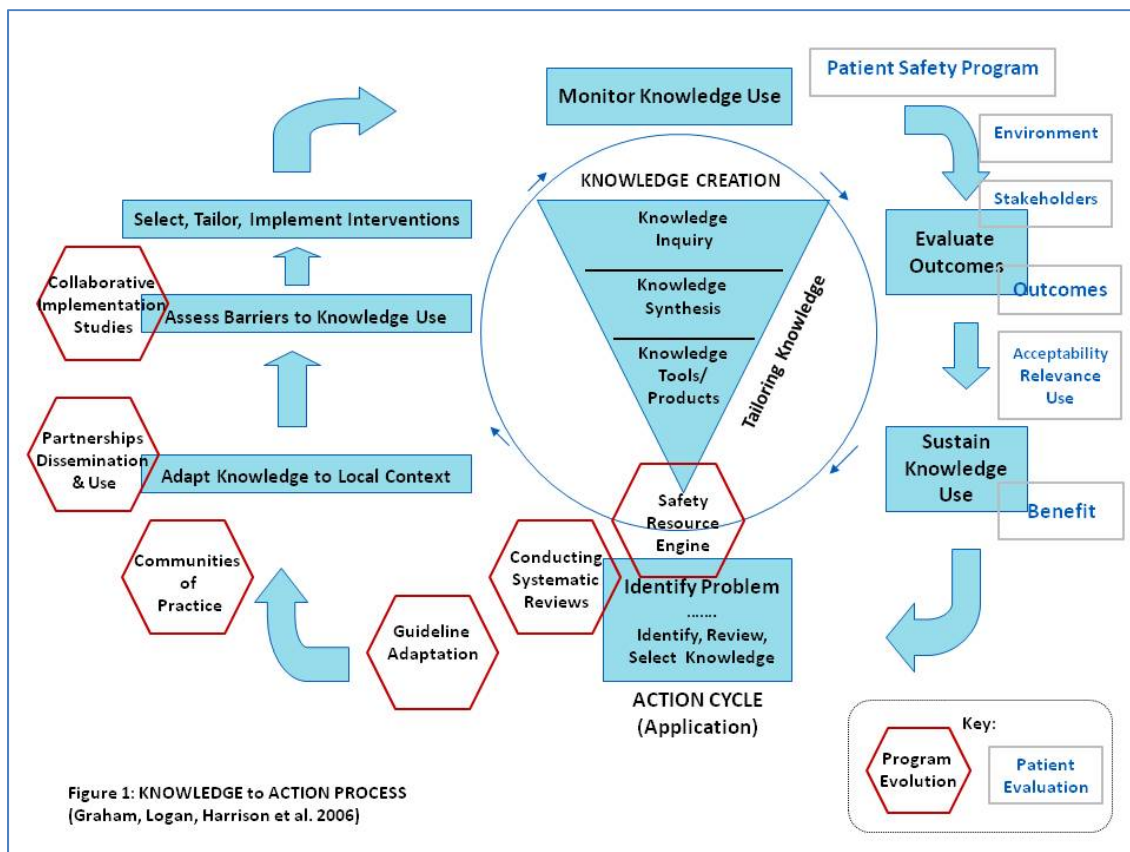 Patient Safety Program
Monitor Knowledge Use
Environment
KNOWLEDGE CREATION
Stakeholders
Select, Tailor, Implement Interventions
Knowledge
Inquiry
Evaluate
Outcomes
Collaborative
Implementation
Studies
Knowledge
Synthesis
Outcomes
Assess Barriers to Knowledge Use
Tailoring Knowledge
Knowledge
Tools/
Products
Acceptability
Relevance
Use
Partnerships
Dissemination
& Use
Adapt Knowledge to Local Context
Sustain
Knowledge
Use
Safety
Resource
Engine
Benefit
Communities
of
Practice
Conducting
Systematic
Reviews
Identify Problem
.......
Identify, Review,
Select Knowledge
Guideline
Adaptation
ACTION CYCLE
(Application)
Key:
Program
Evolution
Patient
Evaluation
Figure 1: KNOWLEDGE to ACTION PROCESS
(Graham, Logan, Harrison et al. 2006)